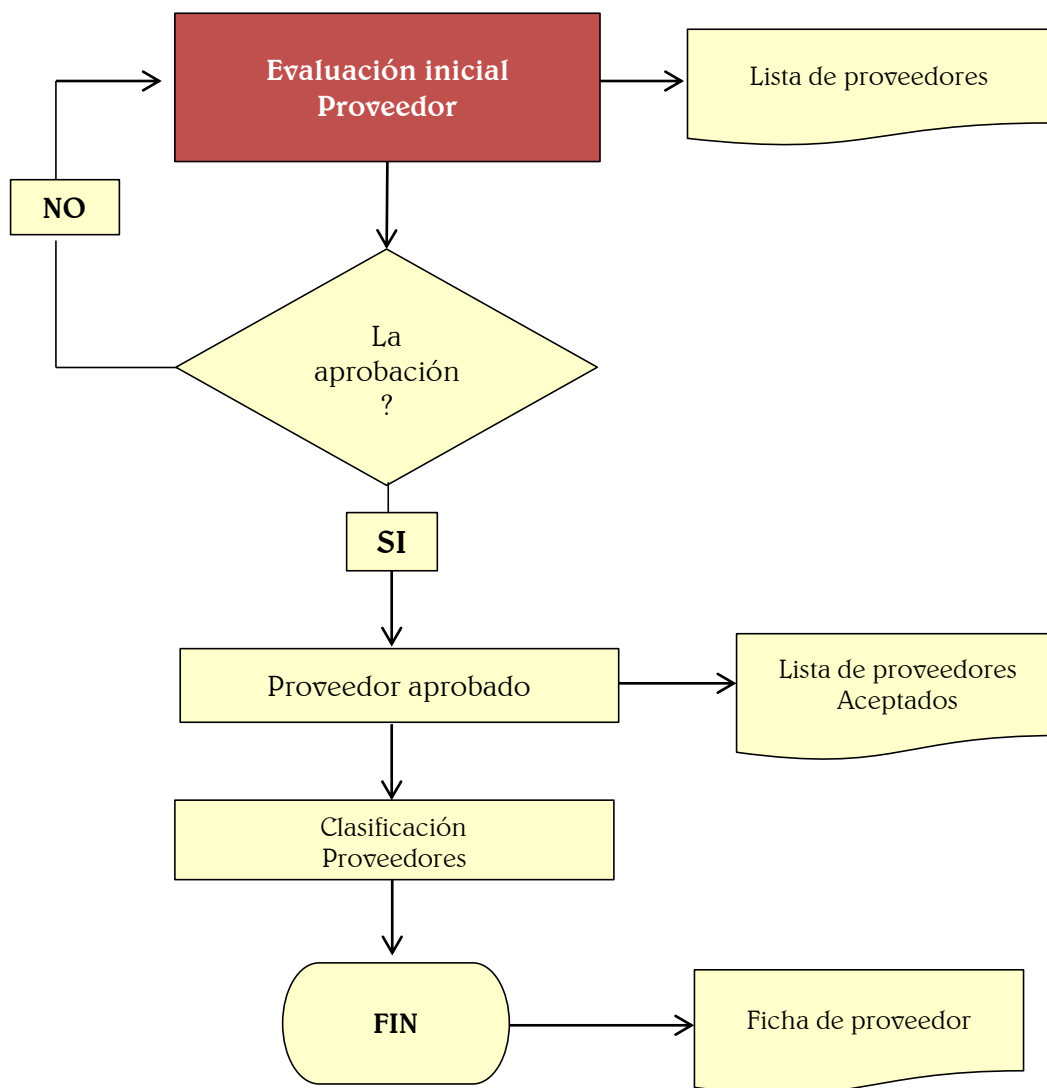 Evaluación inicial
Proveedor
Lista de proveedores
NO
La
aprobación
?
SI
Proveedor aprobado
Lista de proveedores
Aceptados
Clasificación
Proveedores
FIN
Ficha de proveedor